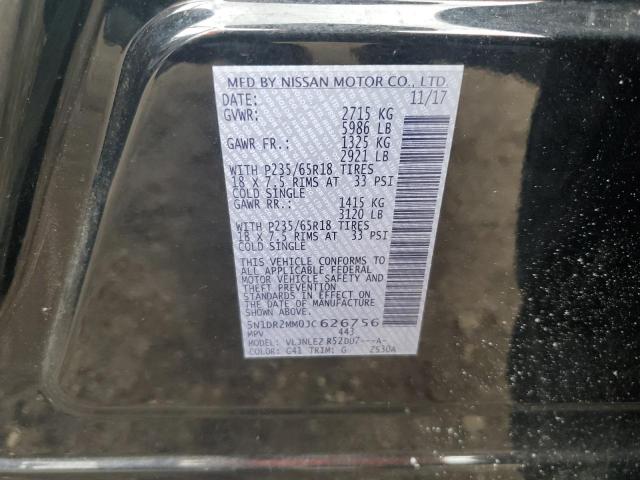 MFD BY NISSAN MOTOR CO., LTD.
DATE: 11/17
GVWR: 2715 KG
5986 LB
GAWR FR.: 1325 KG
2921 LB
WITH P235/65R18 TIRES
18 X 7.5 RIMS AT 33 PSI
COLD SINGLE
GAWR RR.: 1415 KG
3120 LB
WITH P235/65R18 TIRES
18 X 7.5 RIMS AT 33 PSI
COLD SINGLE
THIS VEHICLE CONFORMS TO
ALL APPLICABLE FEDERAL
MOTOR VEHICLE SAFETY AND
THEFT PREVENTION
STANDARDS IN EFFECT ON THE
DATE OF MANUFACTURE
SHOWN ABOVE.
5N1DR2MM0JC626756
MPV 443
MODEL: VLJNLEZ R52DU7---A-
COLOR: G41 TRIM: G ZS30A